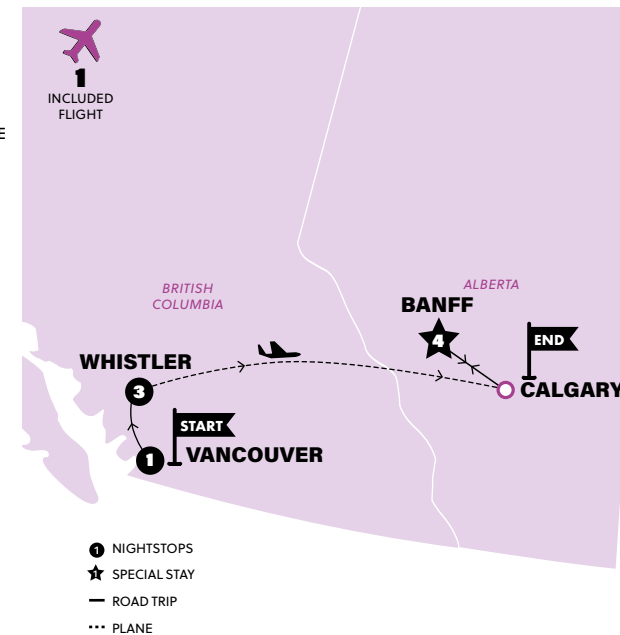 1
INCLUDED
FLIGHT
E
BRITISH
COLUMBIA
ALBERTA
BANFF
4
END
WHISTLER
3
CALGARY
START
1
VANCOUVER
1 NIGHTSTOPS
1 SPECIAL STAY
ROAD TRIP
PLANE